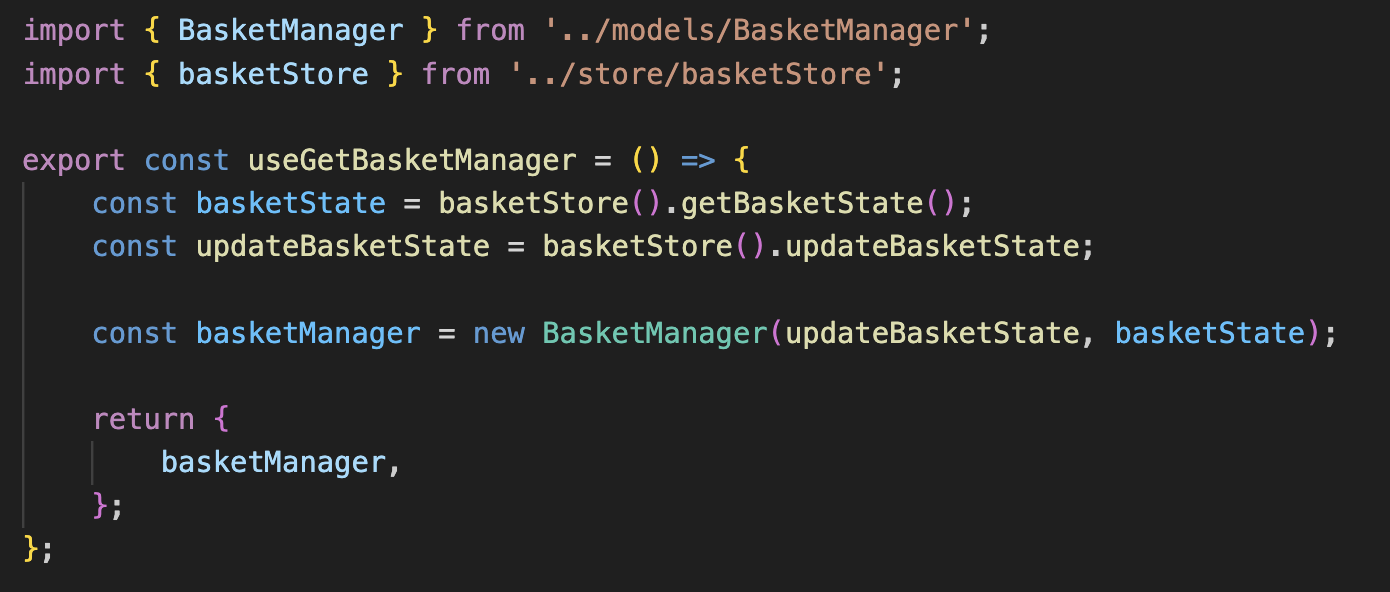 import { BasketManager } from '../models/BasketManager';
import { basketStore } from '../store/basketStore';

export const useGetBasketManager = () => {
    const basketState = basketStore().getBasketState();
    const updateBasketState = basketStore().updateBasketState;

    const basketManager = new BasketManager(updateBasketState, basketState);

    return {
        basketManager,
    };
};